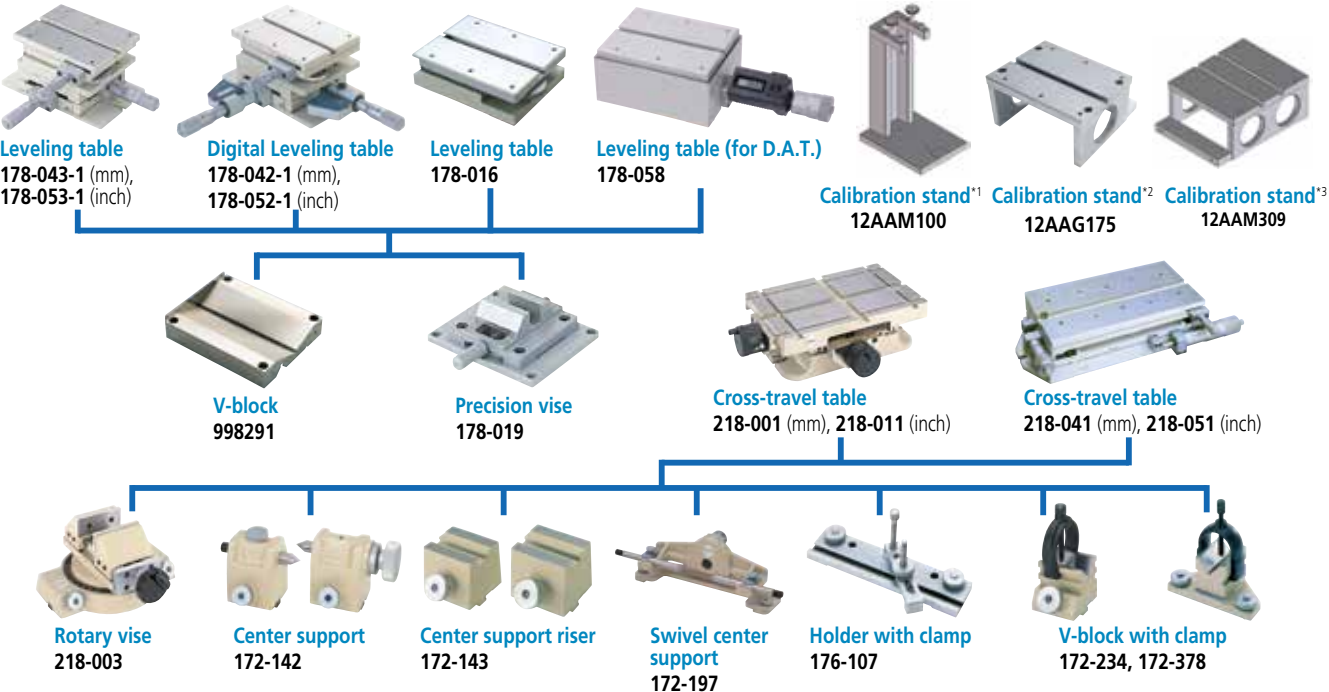 Leveling table
178-043-1 (mm),
178-053-1 (inch)
Digital Leveling table
178-042-1 (mm),
178-052-1 (inch)
Leveling table
178-016
Leveling table (for D.A.T.)
178-058
Calibration stand*1
12AAM100
Calibration stand*2
12AAG175
Calibration stand*3
12AAM309
V-block
998291
Precision vise
178-019
Cross-travel table
218-001 (mm), 218-011 (inch)
Cross-travel table
218-041 (mm), 218-051 (inch)
Rotary vise
218-003
Center support
172-142
Center support riser
172-143
Swivel center
support
172-197
Holder with clamp
176-107
V-block with clamp
172-234, 172-378